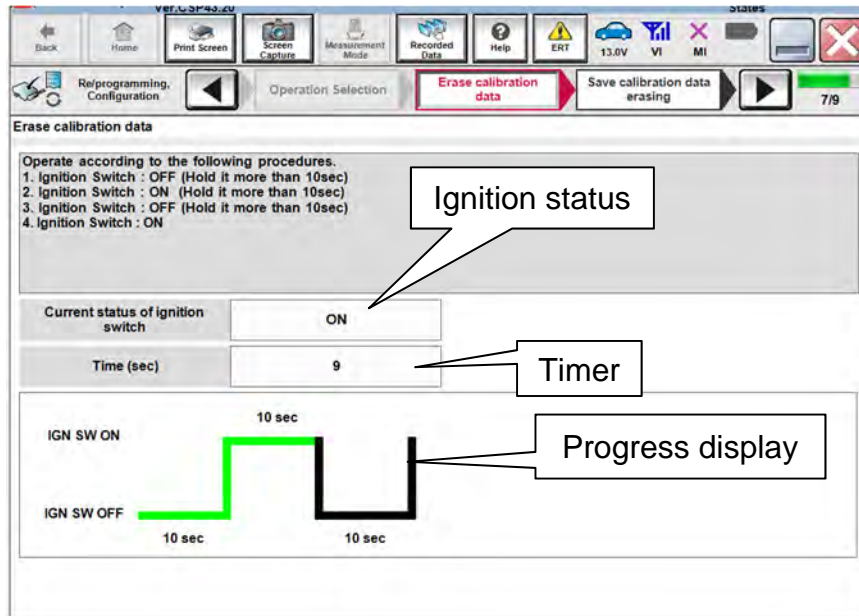 Ver.CSP43.20
States
Back
Home
Print Screen
Screen
Capture
Measurement
Mode
Recorded
Data
Help
ERT
13.0V
VI
MI
Re/programming,
Configuration
Operation Selection
Erase calibration
data
Save calibration data
erasing
7/9
Erase calibration data
Operate according to the following procedures.
1. Ignition Switch : OFF (Hold it more than 10sec)
2. Ignition Switch : ON (Hold it more than 10sec)
3. Ignition Switch : OFF (Hold it more than 10sec)
4. Ignition Switch : ON
Ignition status
Current status of ignition
switch
ON
Time (sec)
9
Timer
10 sec
IGN SW ON
Progress display
IGN SW OFF
10 sec
10 sec